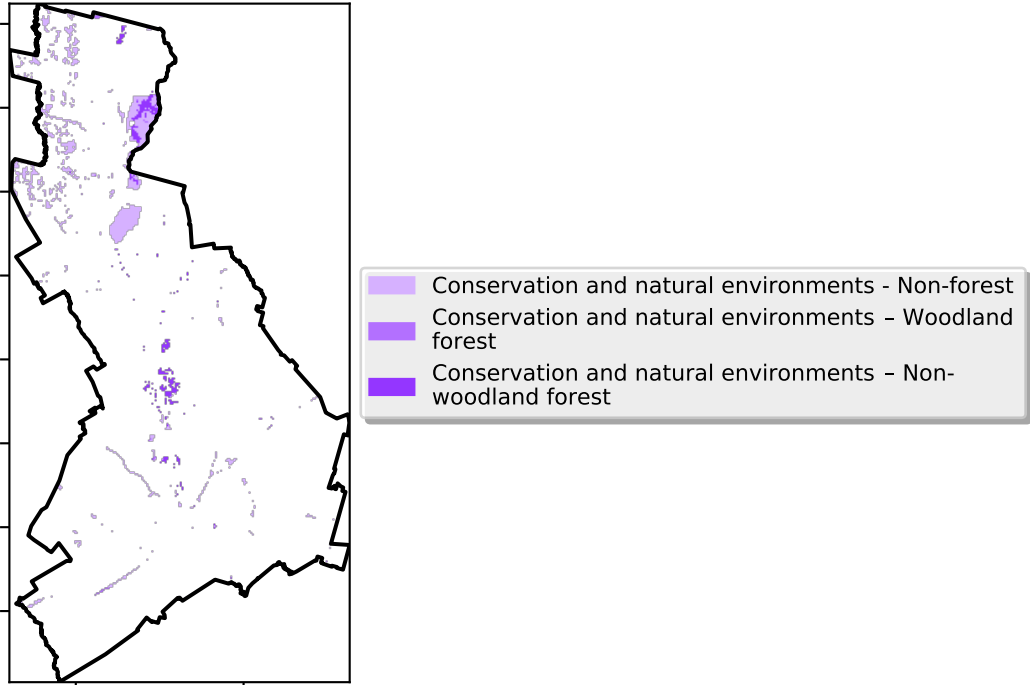 Conservation and natural environments - Non-forest
Conservation and natural environments – Woodland
forest
Conservation and natural environments – Non-
woodland forest